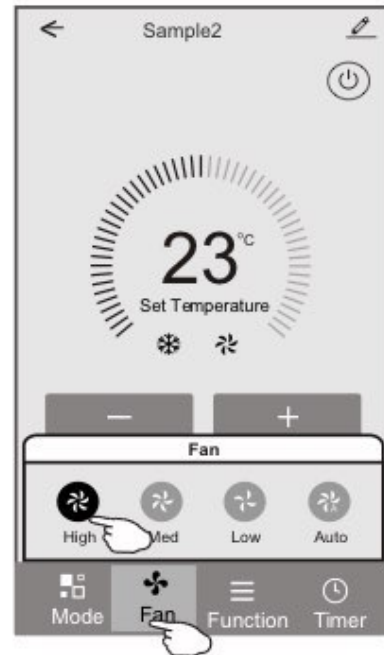 Sample2
23°C
Set Temperature
− +
Fan
High Med Low Auto
Mode Fan Function Timer